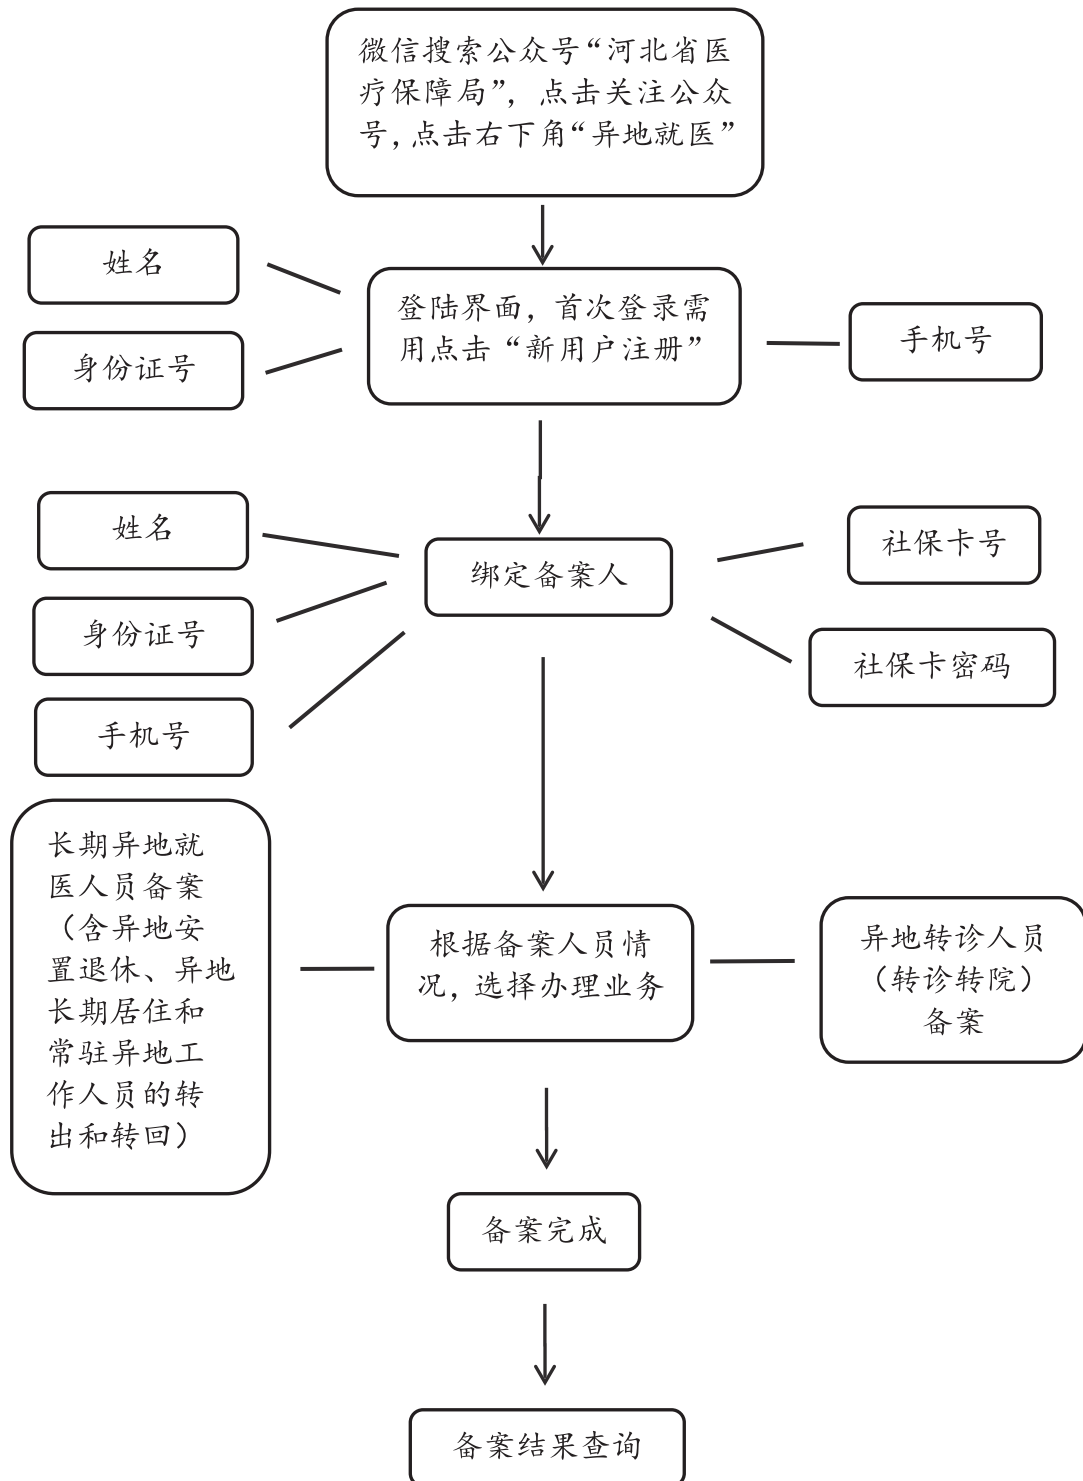 微信搜索公众号“河北省医
疗保障局”，点击关注公众
号，点击右下角“异地就医”
姓名
身份证号
登陆界面，首次登录需
用点击“新用户注册”
手机号
姓名
身份证号
手机号
绑定备案人
社保卡号
社保卡密码
长期异地就
医人员备案
（含异地安
置退休、异地
长期居住和
常驻异地工
作人员的转
出和转回）
根据备案人员情
况，选择办理业务
异地转诊人员
（转诊转院）
备案
备案完成
备案结果查询